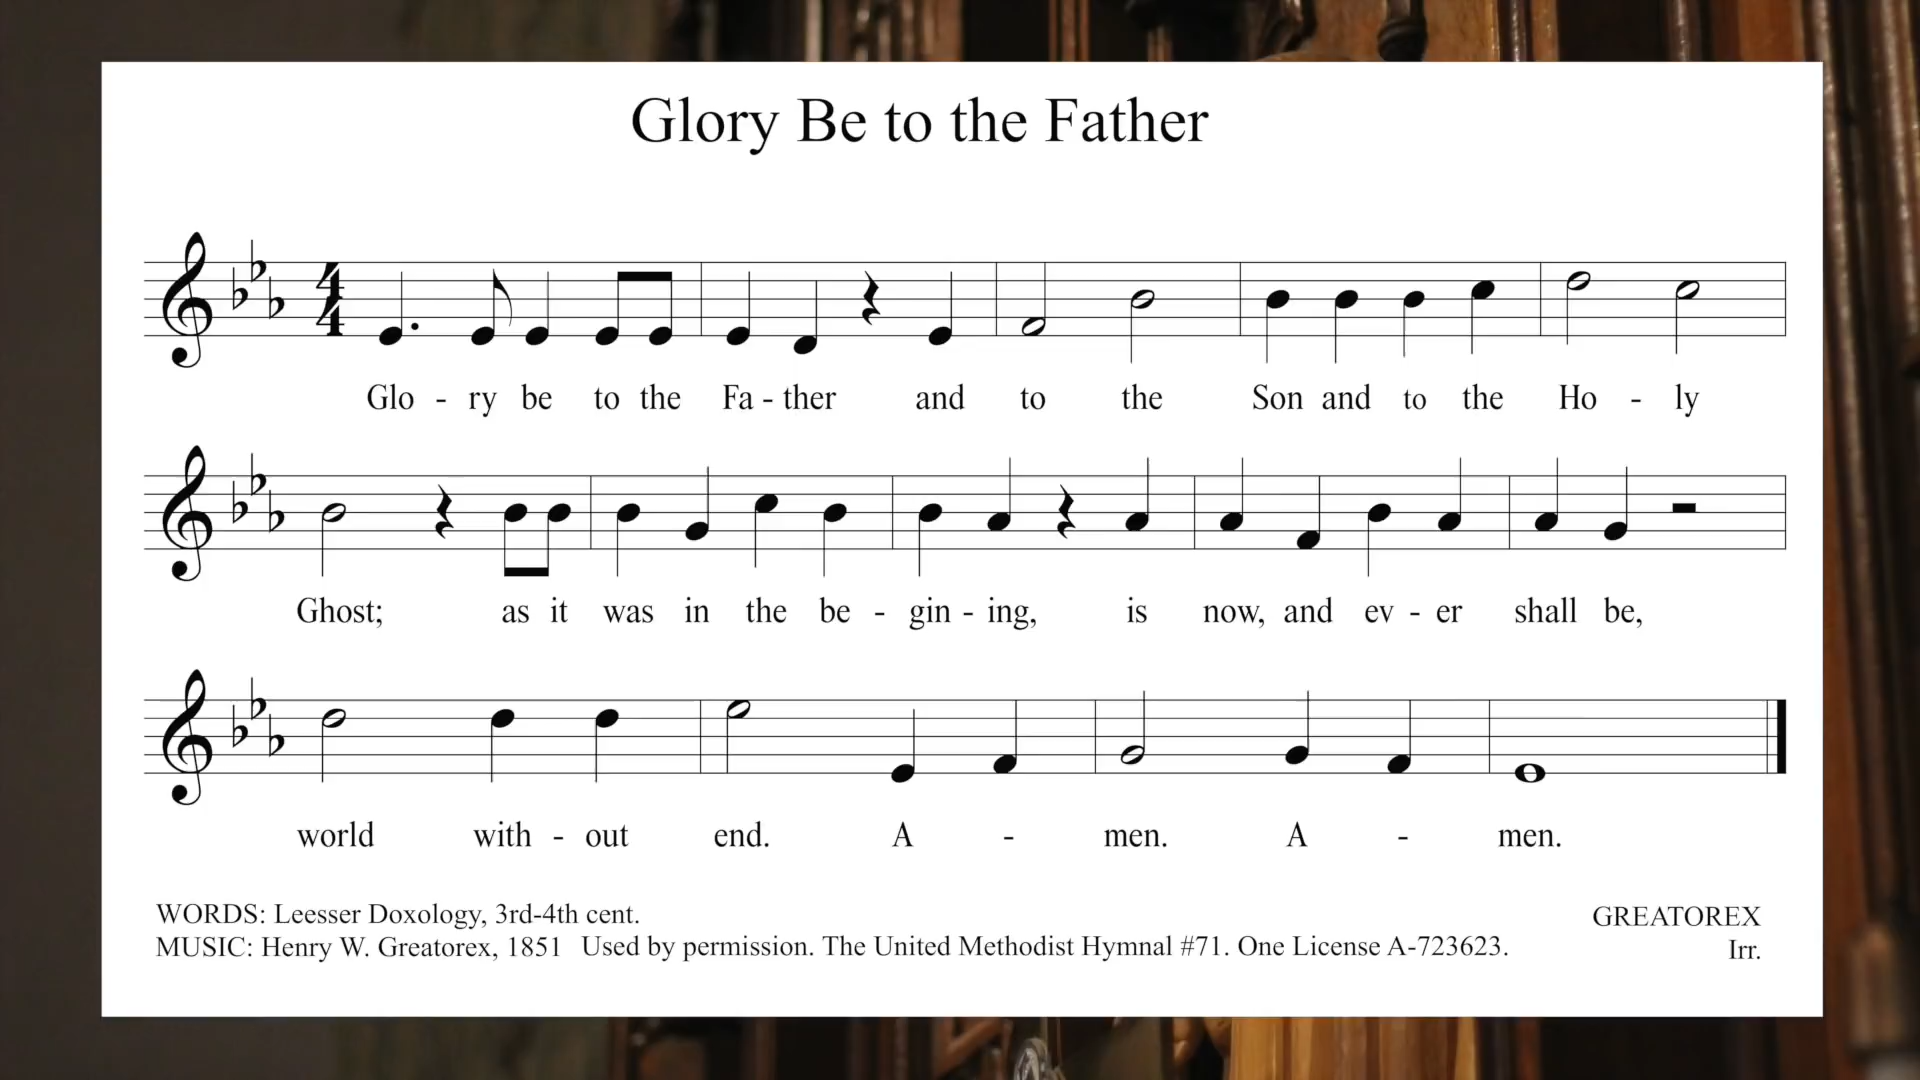 Glory Be to the Father
4
4
Glo - ry be to the Fa - ther and to the Son and to the Ho - ly
Ghost; as it was in the be - gin - ing, is now, and ev - er shall be,
world with - out end. A - men. A - men.
WORDS: Leesser Doxology, 3rd-4th cent.
MUSIC: Henry W. Greatorex, 1851 Used by permission. The United Methodist Hymnal #71. One License A-723623.
GREATOREX
Irr.